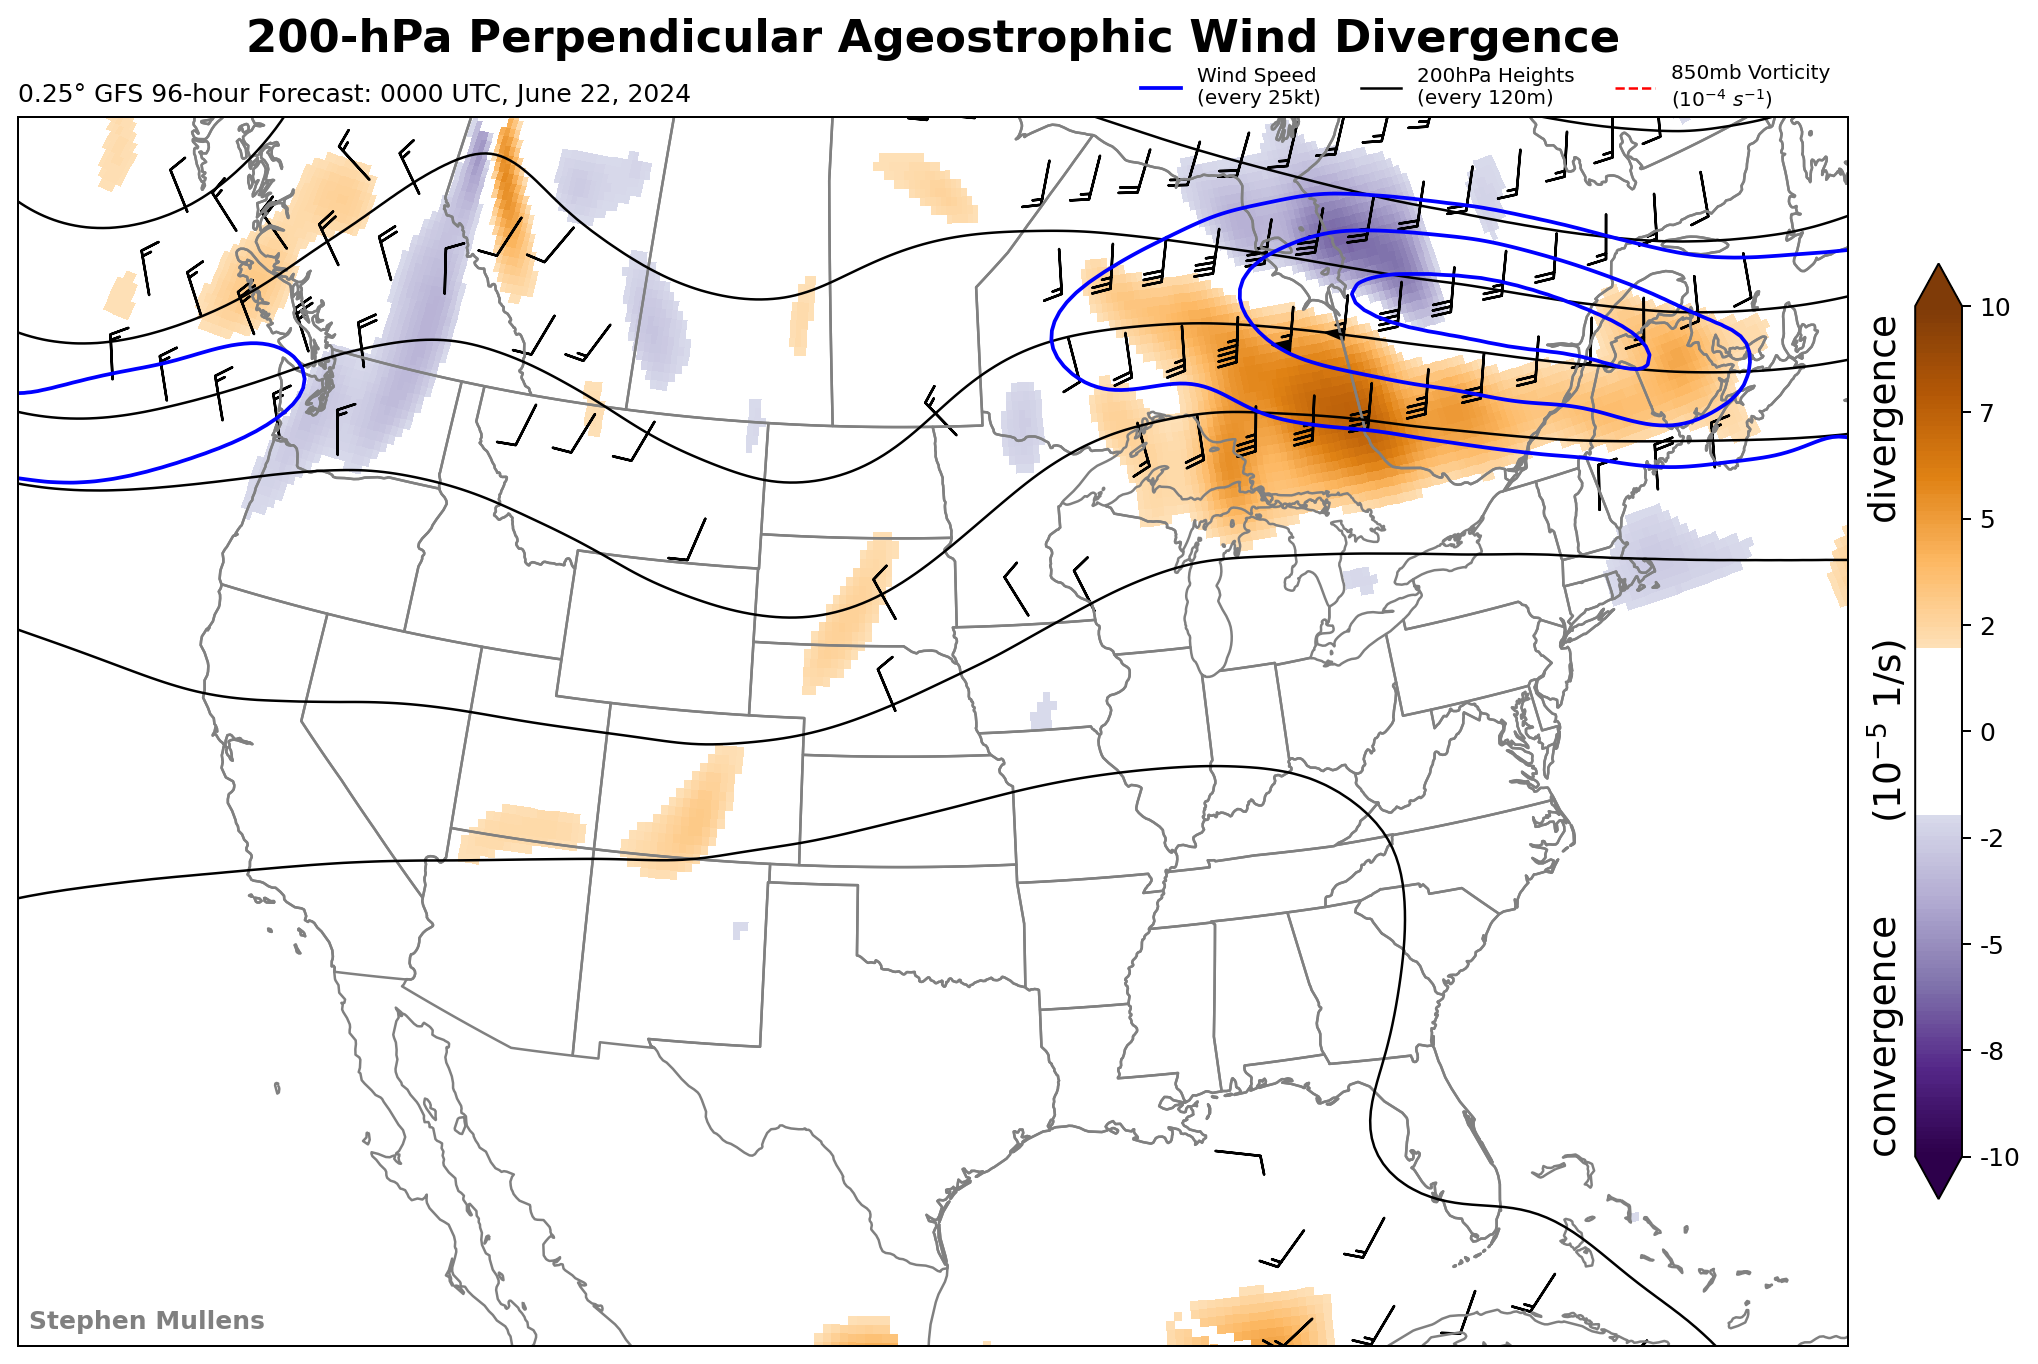 200-hPa Perpendicular Ageostrophic Wind Divergence
0.25° GFS 96-hour Forecast: 0000 UTC, June 22, 2024
Wind Speed
(every 25kt)
200hPa Heights
(every 120m)
850mb Vorticity
(10⁻⁴ s⁻¹)
10
7
5
2
0
-2
-5
-8
-10
convergence (10⁻⁵ 1/s) divergence
Stephen Mullens